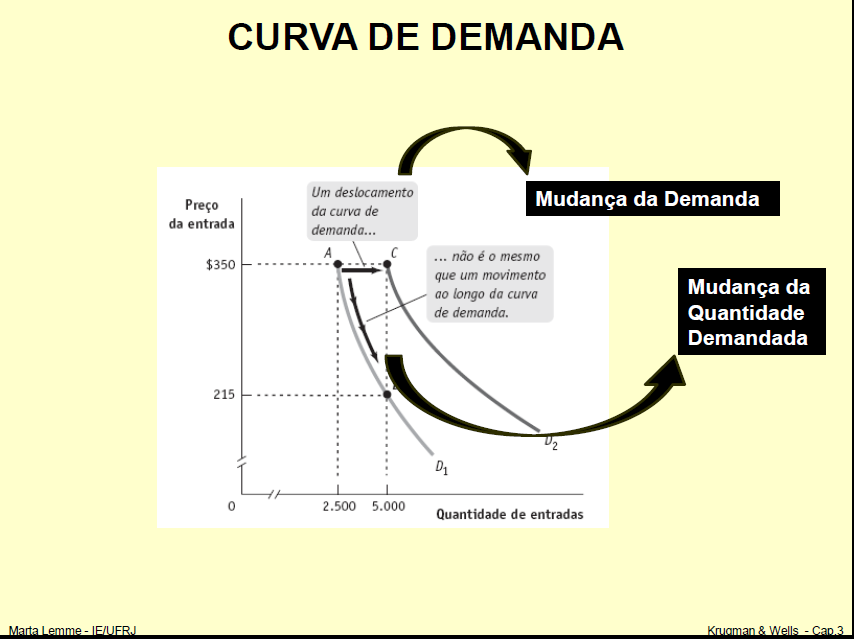 CURVA DE DEMANDA
Mudança da Demanda
Um deslocamento
da curva de
demanda...
Preço
da entrada
A
C
... não é o mesmo
que um movimento
ao longo da curva
de demanda.
$350
Mudança da
Quantidade
Demandada
215
D2
D1
0
2.500
5.000
Quantidade de entradas
Marta Lemme - IE/UFRJ
Krugman & Wells - Cap.3